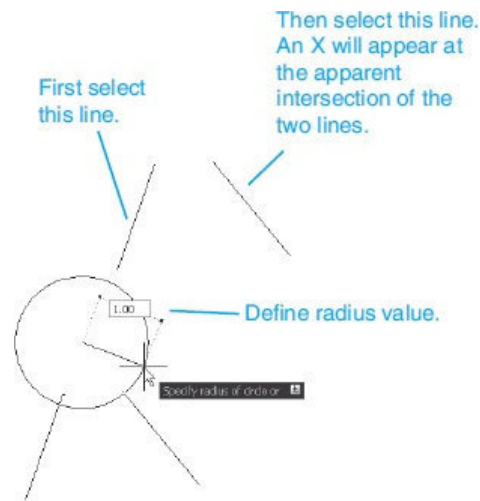 Then select this line.
An X will appear at
the apparent
intersection of the
two lines.
First select
this line.
1.00
Define radius value.
Specify radius of circle or